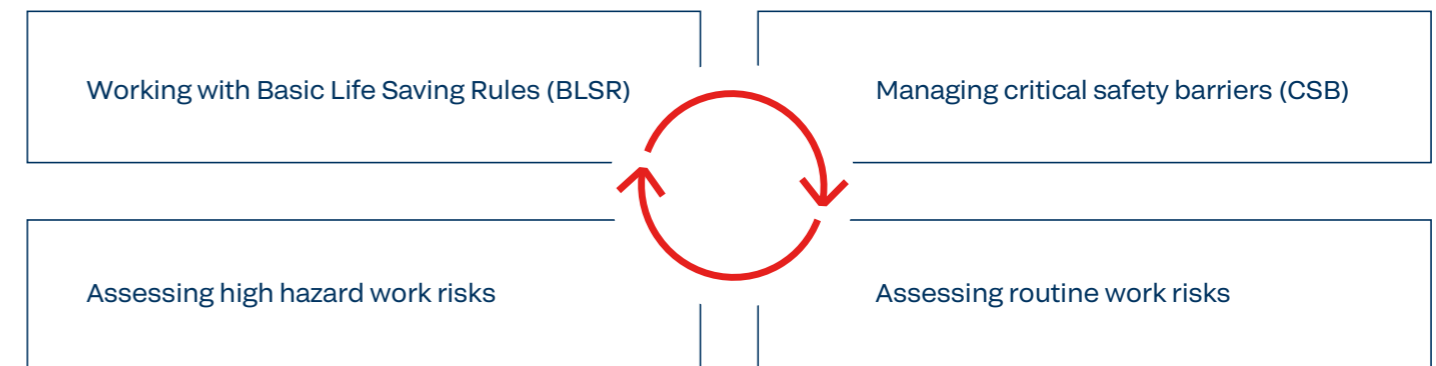 Working with Basic Life Saving Rules (BLSR)
Managing critical safety barriers (CSB)
Assessing high hazard work risks
Assessing routine work risks